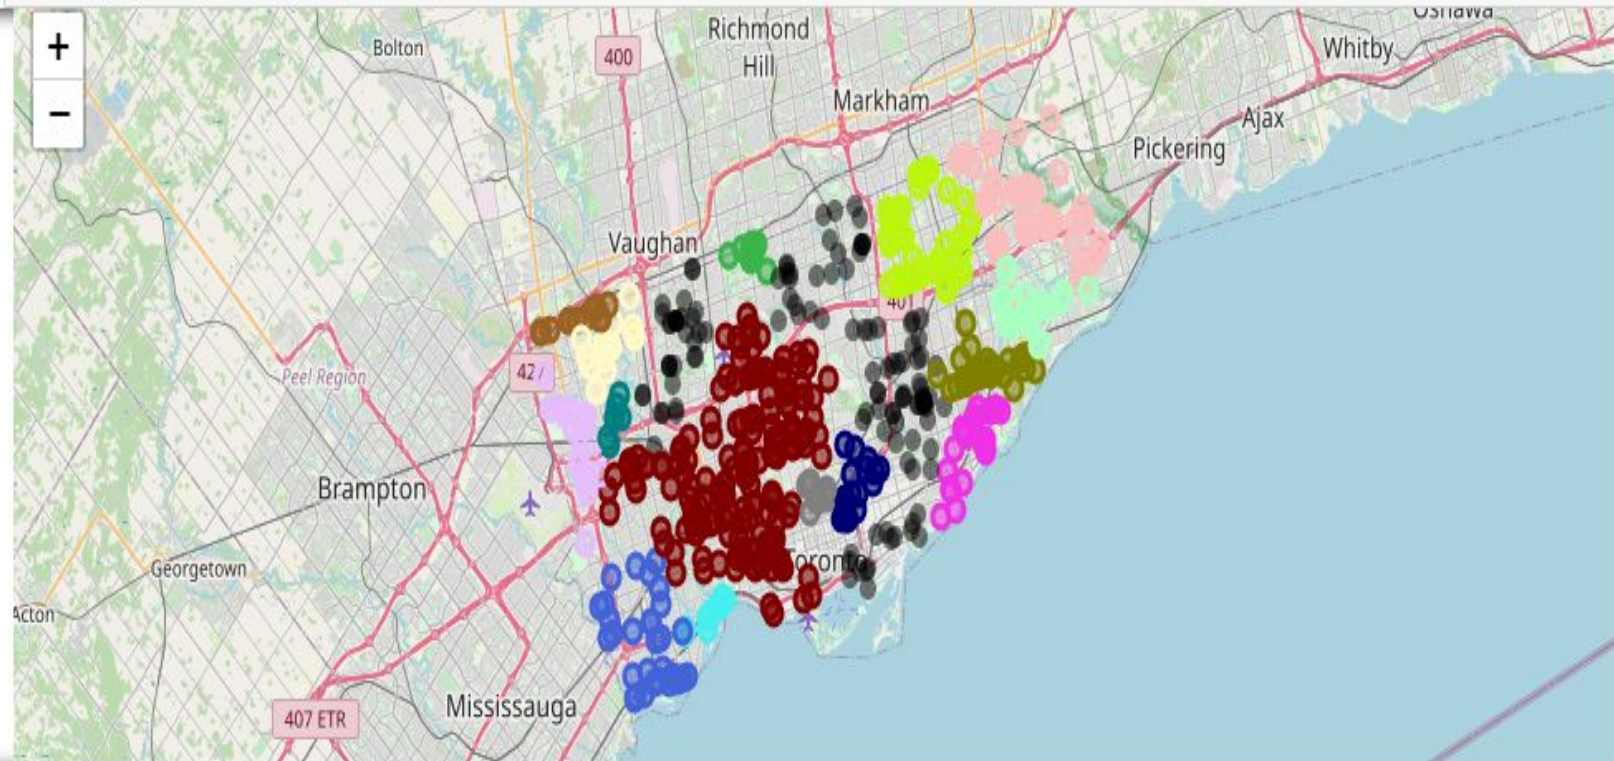 Oshawa
+
Bolton
Richmond
Hill
400
Whitby
−
Markham
Ajax
Pickering
Vaughan
401
427
Peel Region
Brampton
Toronto
Georgetown
Acton
Mississauga
407 ETR